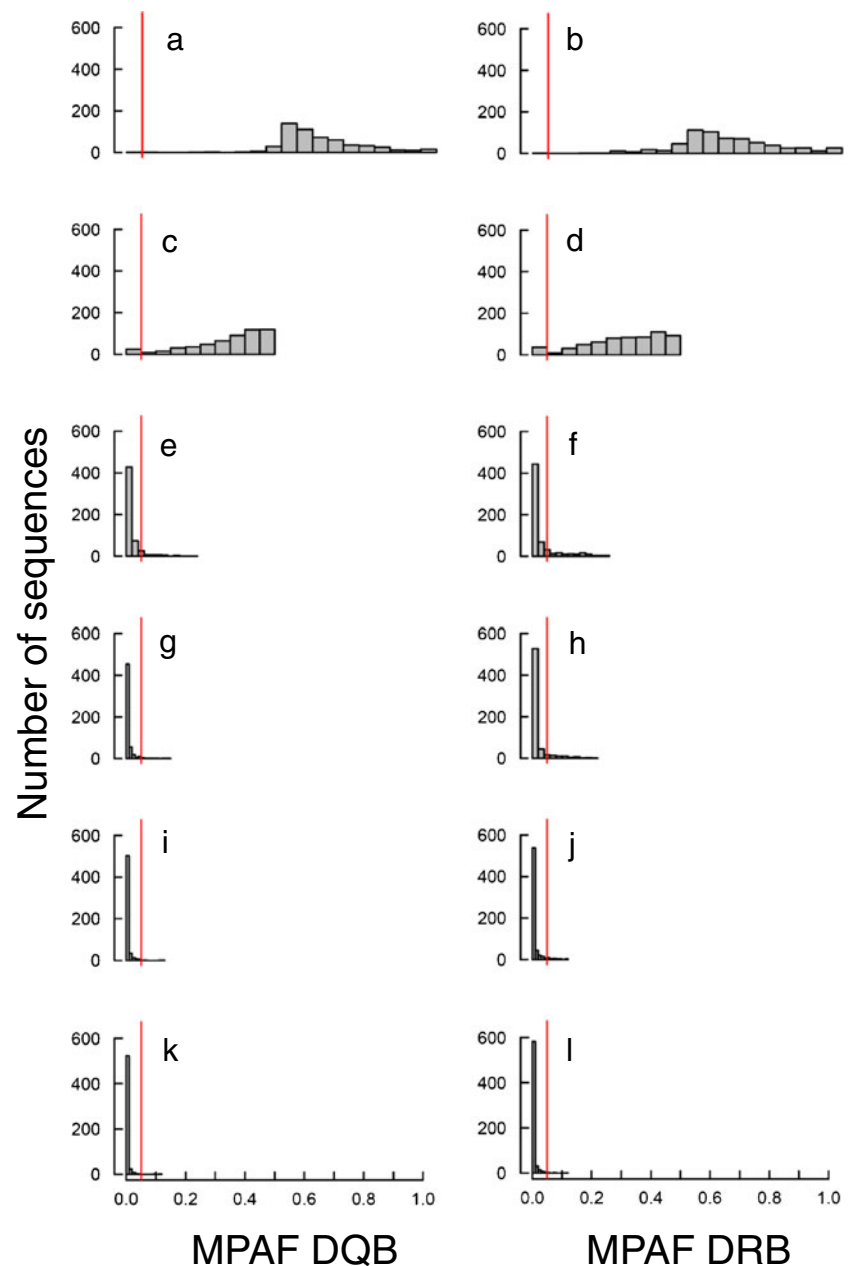 600 400 200 0 a
600 400 200 0 b
600 400 200 0 c
600 400 200 0 d
600 400 200 0 e
600 400 200 0 f
600 400 200 0 g
600 400 200 0 h
600 400 200 0 i
600 400 200 0 j
600 400 200 0 k
600 400 200 0 l
Number of sequences
0.0 0.2 0.4 0.6 0.8 1.0
0.0 0.2 0.4 0.6 0.8 1.0
MPAF DQB
MPAF DRB